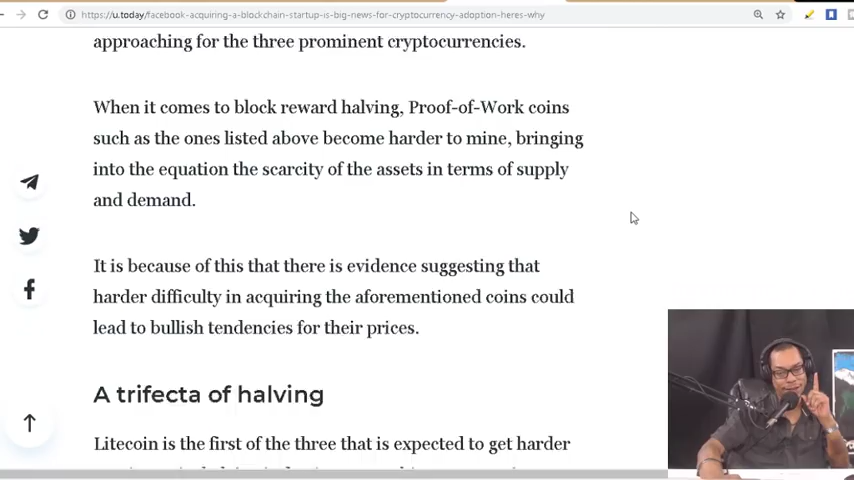 https://u.today/facebook-acquiring-a-blockchain-startup-is-big-news-for-cryptocurrency-adoption-heres-why
approaching for the three prominent cryptocurrencies.
When it comes to block reward halving, Proof-of-Work coins
such as the ones listed above become harder to mine, bringing
into the equation the scarcity of the assets in terms of supply
and demand.
It is because of this that there is evidence suggesting that
harder difficulty in acquiring the aforementioned coins could
lead to bullish tendencies for their prices.
A trifecta of halving
Litecoin is the first of the three that is expected to get harder